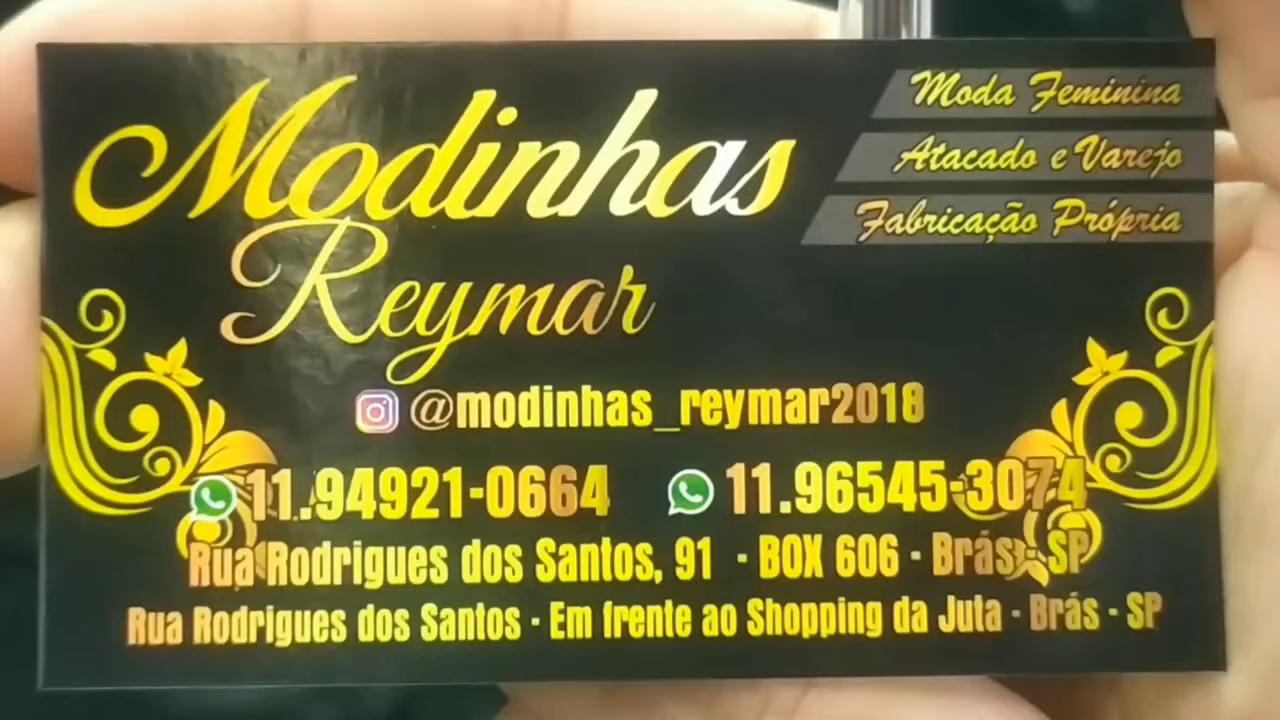 Modinhas
Reymar
Moda Feminina
Atacado e Varejo
Fabricação Própria
@modinhas_reymar2018
11.94921-0664 11.96545-3074
Rua Rodrigues dos Santos, 91 - BOX 606 - Brás - SP
Rua Rodrigues dos Santos - Em frente ao Shopping da Juta - Brás - SP